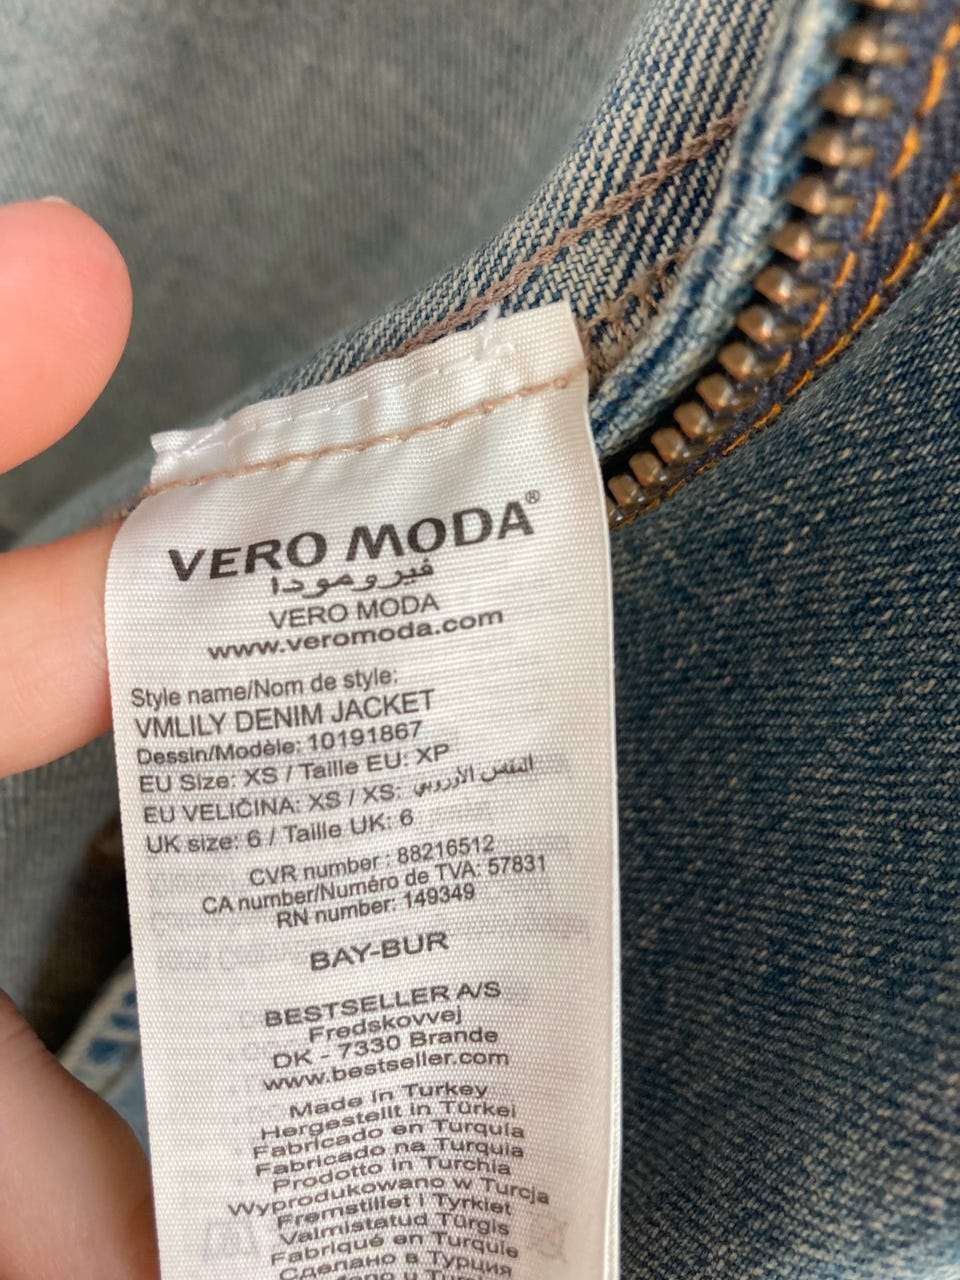 VERO MODA®
فيرومودا
VERO MODA
www.veromoda.com
Style name/Nom de style:
VMLILY DENIM JACKET
Dessin/Modèle: 10191867
EU Size: XS / Taille EU: XP
EU VELIČINA: XS / XS: المقاس الأوروبي
UK size: 6 / Taille UK: 6
CVR number : 88216512
CA number/Numéro de TVA: 57831
RN number: 149349
BAY-BUR
BESTSELLER A/S
Fredskovvej
DK - 7330 Brande
www.bestseller.com
Made in Turkey
Hergestellt in Türkei
Fabricado en Turquía
Fabricado na Turquia
Prodotto in Turchia
Wyprodukowano w Turcja
Fremstillet i Tyrkiet
Valmistatud Türgis
Fabriqué en Turquie
Сделано в Турция